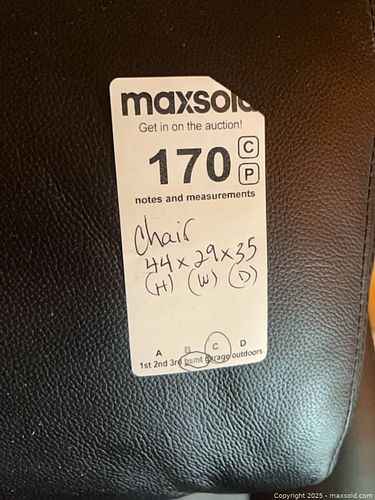 maxsold
Get in on the auction!
170 C
P
notes and measurements
Chair
44 x 29 x 35
(H) (W) (D)
A B C D
1st 2nd 3rd bsmt garage outdoors
Copyright 2025 - maxsold.com